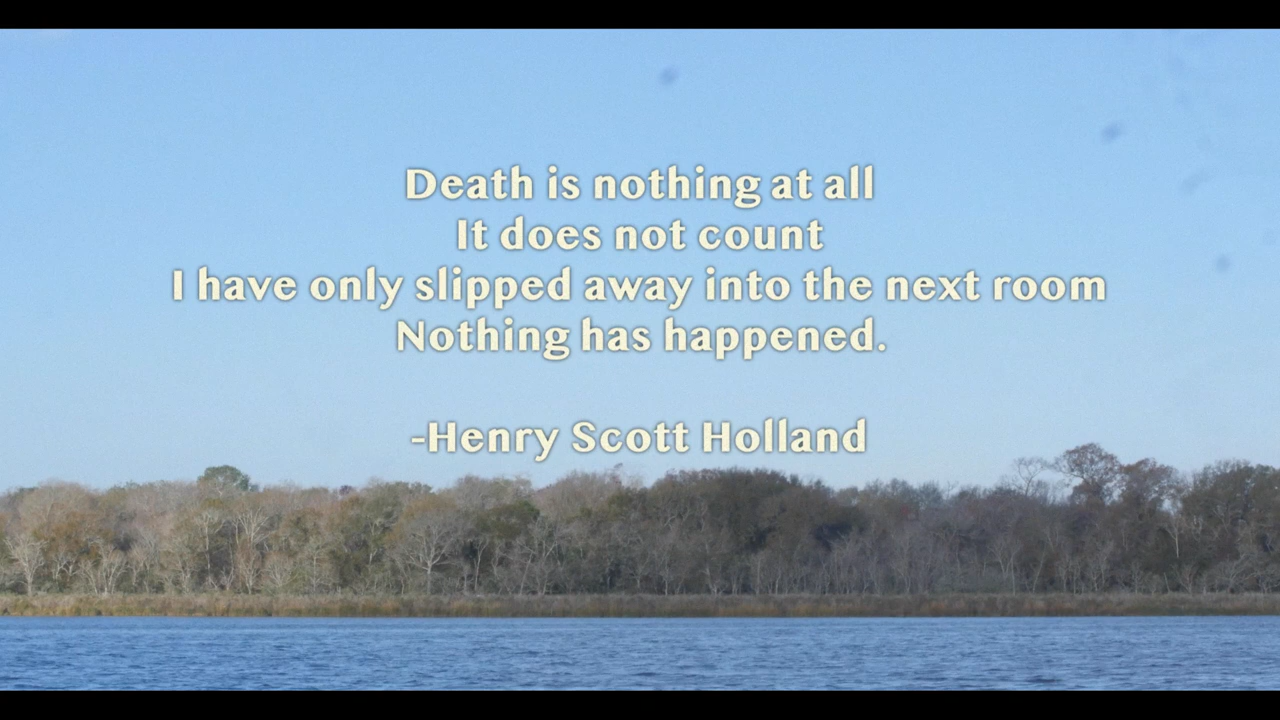 Death is nothing at all
It does not count
I have only slipped away into the next room
Nothing has happened.
-Henry Scott Holland